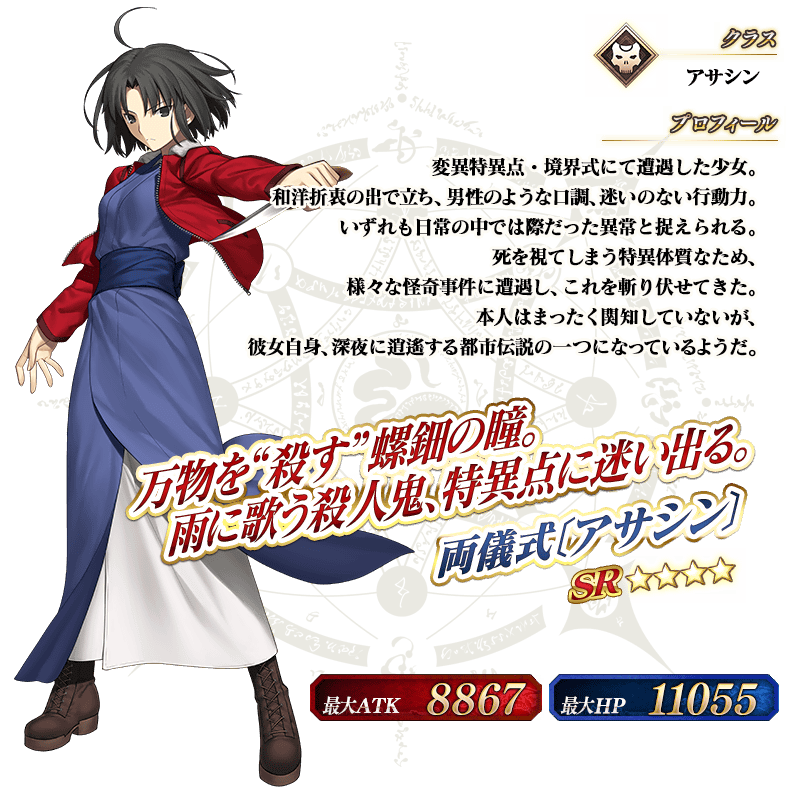 クラス
アサシン
プロフィール
変異特異点・境界式にて遭遇した少女。
和洋折衷の出で立ち、男性のような口調、迷いのない行動力。
いずれも日常の中では際だった異常と捉えられる。
死を視てしまう特異体質なため、
様々な怪奇事件に遭遇し、これを斬り伏せてきた。
本人はまったく関知していないが、
彼女自身、深夜に逍遙する都市伝説の一つになっているようだ。
万物を“殺す”螺鈿の瞳。
雨に歌う殺人鬼、特異点に迷い出る。
両儀式〔アサシン〕
SR
最大ATK 8867
最大HP 11055